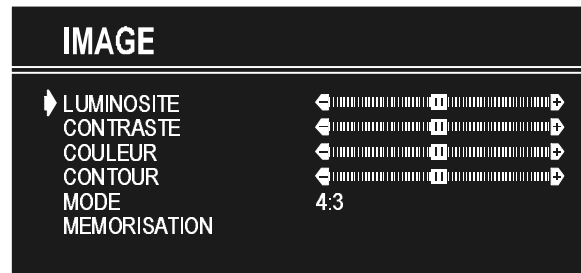 IMAGE
LUMINOSITE
CONTRASTE
COULEUR
CONTOUR
MODE 4:3
MEMORISATION